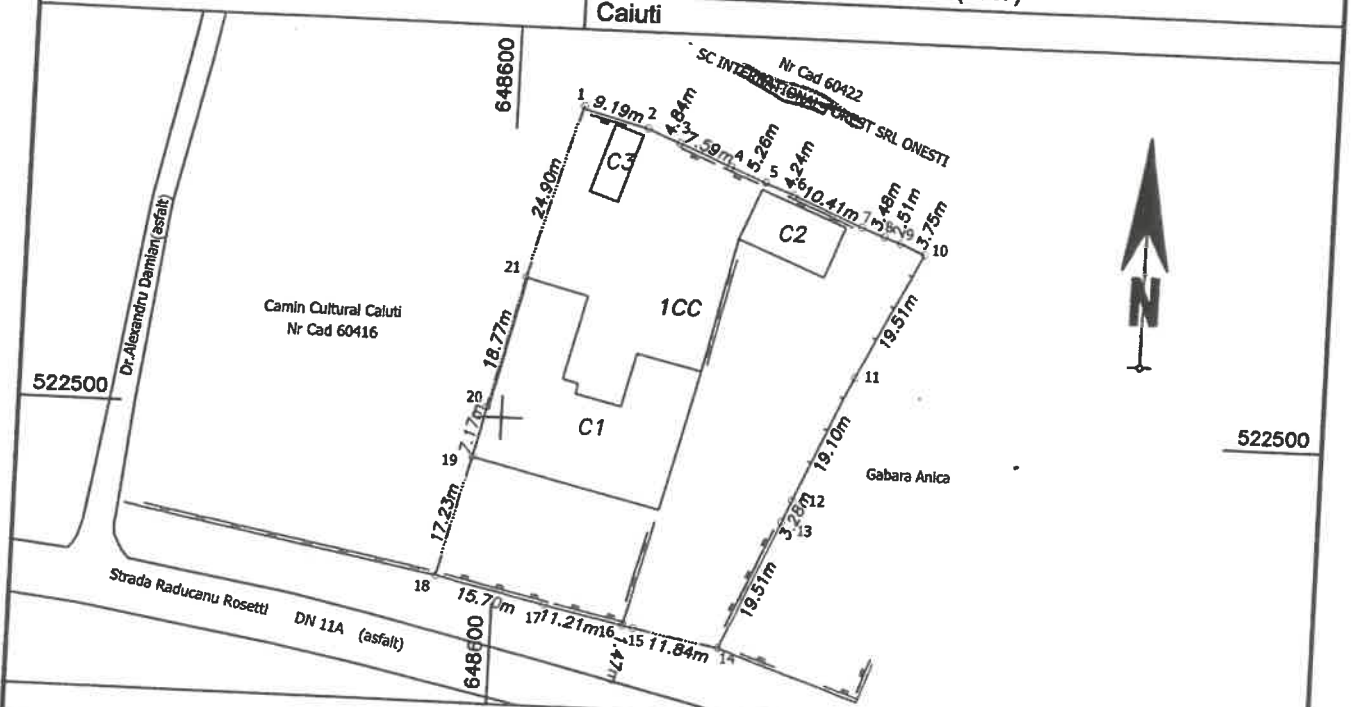 Caiuti
648600
Nr Cad 60422
SC INTERNATIONAL FOREST SRL ONESTI
1
9.19m
2
4.84m
3
7.59m
4
5.26m
5
4.24m
6
10.41m
7
3.48m
8
2.51m
9
3.75m
10
C3
C2
24.90m
Dr.Alexandru Damian(asfalt)
21
Camin Cultural Caiuti
Nr Cad 60416
1CC
19.51m
N
18.77m
11
522500
20
C1
7.17m
19
19.10m
522500
Gabara Anica
12
3.28m
13
17.23m
18
Strada Raducanu Rosetti DN 11A (asfalt)
15.70m
17
11.21m
16
15
11.84m
14
19.51m
648600